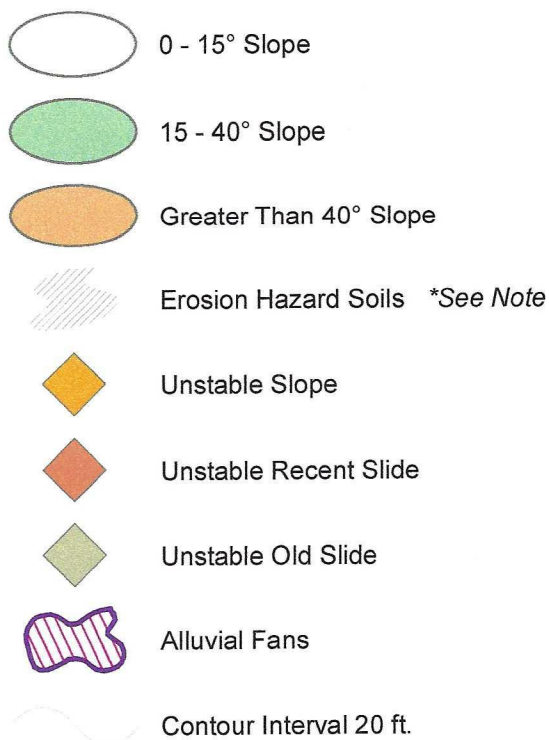 0 - 15° Slope
15 - 40° Slope
Greater Than 40° Slope
Erosion Hazard Soils *See Note
Unstable Slope
Unstable Recent Slide
Unstable Old Slide
Alluvial Fans
Contour Interval 20 ft.